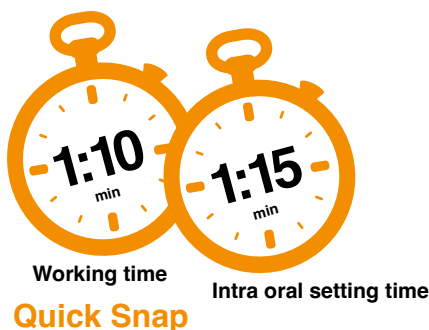 1:10
min
1:15
min
Working time
Intra oral setting time
Quick Snap